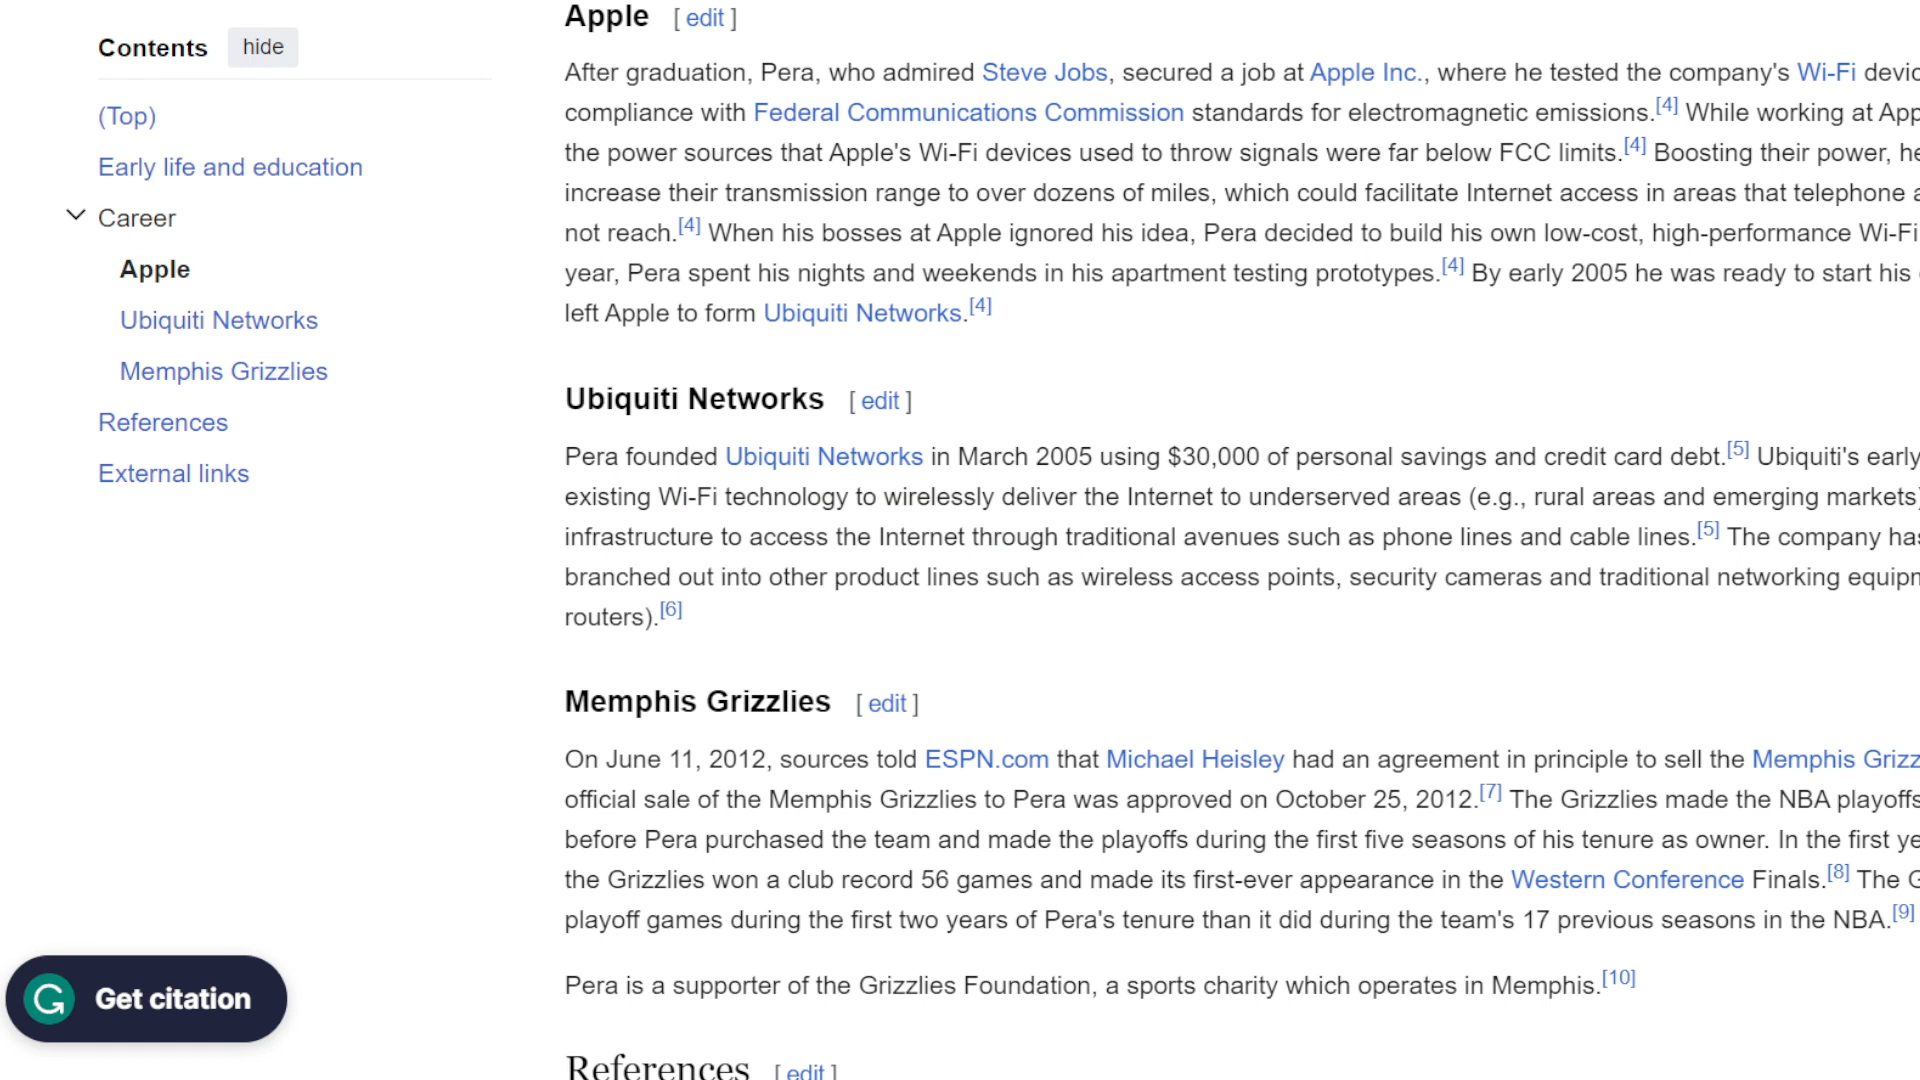 Contents hide
(Top)
Early life and education
Career
Apple
Ubiquiti Networks
Memphis Grizzlies
References
External links
Get citation
Apple [ edit ]
After graduation, Pera, who admired Steve Jobs, secured a job at Apple Inc., where he tested the company's Wi-Fi
compliance with Federal Communications Commission standards for electromagnetic emissions.[4] While working at
the power sources that Apple's Wi-Fi devices used to throw signals were far below FCC limits.[4] Boosting their power,
increase their transmission range to over dozens of miles, which could facilitate Internet access in areas that telephone
not reach.[4] When his bosses at Apple ignored his idea, Pera decided to build his own low-cost, high-performance Wi-Fi
year, Pera spent his nights and weekends in his apartment testing prototypes.[4] By early 2005 he was ready to start his
left Apple to form Ubiquiti Networks.[4]
Ubiquiti Networks [ edit ]
Pera founded Ubiquiti Networks in March 2005 using $30,000 of personal savings and credit card debt.[5] Ubiquiti's early
existing Wi-Fi technology to wirelessly deliver the Internet to underserved areas (e.g., rural areas and emerging markets)
infrastructure to access the Internet through traditional avenues such as phone lines and cable lines.[5] The company
branched out into other product lines such as wireless access points, security cameras and traditional networking
routers).[6]
Memphis Grizzlies [ edit ]
On June 11, 2012, sources told ESPN.com that Michael Heisley had an agreement in principle to sell the Memphis
official sale of the Memphis Grizzlies to Pera was approved on October 25, 2012.[7] The Grizzlies made the NBA playoffs
before Pera purchased the team and made the playoffs during the first five seasons of his tenure as owner. In the first
the Grizzlies won a club record 56 games and made its first-ever appearance in the Western Conference Finals.[8] The
playoff games during the first two years of Pera's tenure than it did during the team's 17 previous seasons in the NBA.[9]
Pera is a supporter of the Grizzlies Foundation, a sports charity which operates in Memphis.[10]
References [ edit ]